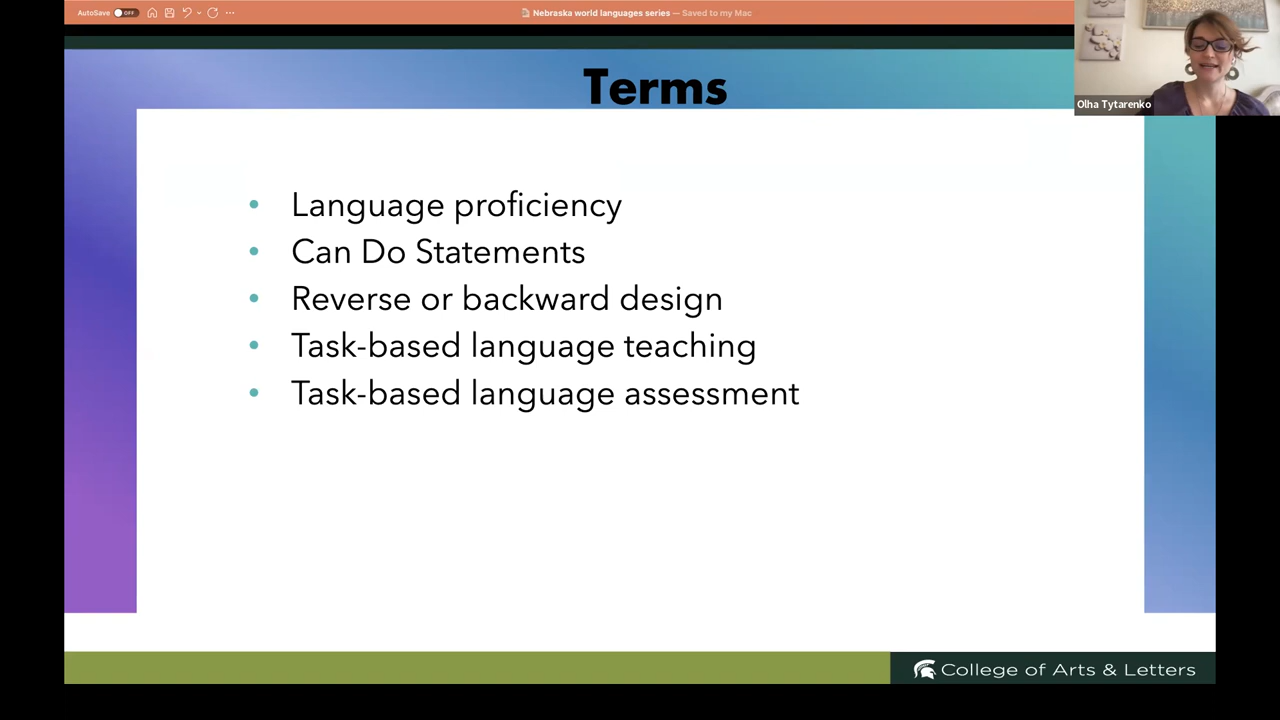 AutoSave OFF
Nebraska world languages series — Saved to my Mac
Terms
Olha Tytarenko
• Language proficiency
• Can Do Statements
• Reverse or backward design
• Task-based language teaching
• Task-based language assessment
College of Arts & Letters